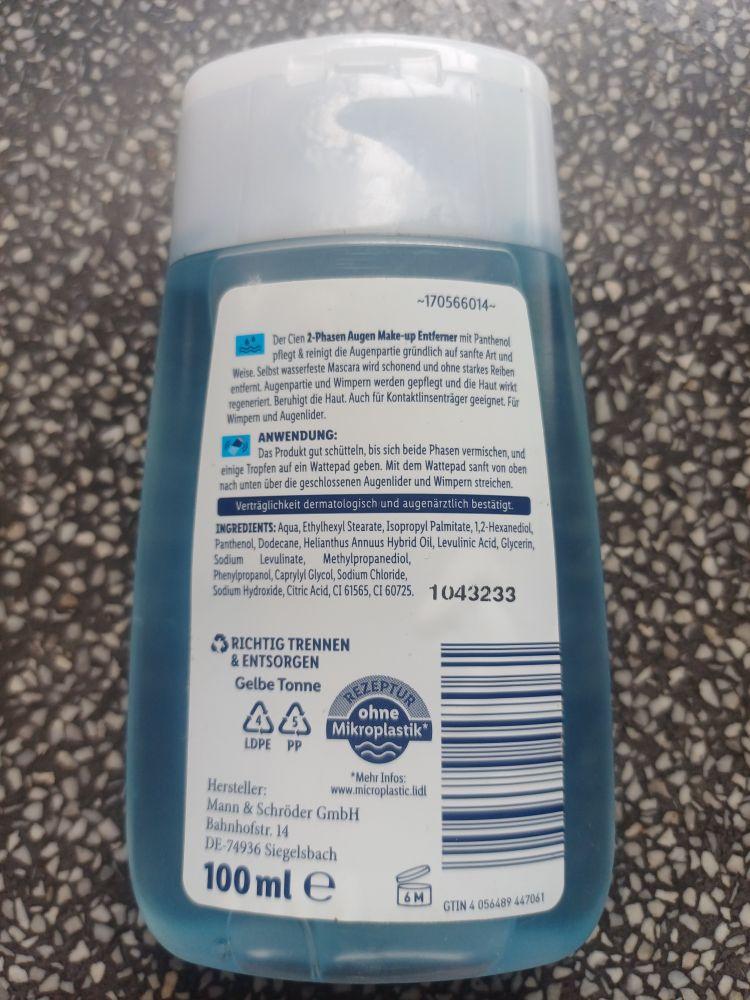 ~170566014~
Der Cien 2-Phasen Augen Make-up Entferner mit Panthenol
pflegt & reinigt die Augenpartie gründlich auf sanfte Art und
Weise. Selbst wasserfeste Mascara wird schonend und ohne starkes Reiben
entfernt. Augenpartie und Wimpern werden gepflegt und die Haut wirkt
regeneriert. Beruhigt die Haut. Auch für Kontaktlinsenträger geeignet. Für
Wimpern und Augenlider.
ANWENDUNG:
Das Produkt gut schütteln, bis sich beide Phasen vermischen, und
einige Tropfen auf ein Wattepad geben. Mit dem Wattepad sanft von oben
nach unten über die geschlossenen Augenlider und Wimpern streichen.
Verträglichkeit dermatologisch und augenärztlich bestätigt.
INGREDIENTS: Aqua, Ethylhexyl Stearate, Isopropyl Palmitate, 1,2-Hexanediol,
Panthenol, Dodecane, Helianthus Annuus Hybrid Oil, Levulinic Acid, Glycerin,
Sodium Levulinate, Methylpropanediol,
Phenylpropanol, Caprylyl Glycol, Sodium Chloride,
Sodium Hydroxide, Citric Acid, CI 61565, CI 60725.
1043233
RICHTIG TRENNEN
& ENTSORGEN
Gelbe Tonne
4 5
LDPE PP
REZEPTUR
ohne
Mikroplastik*
*Mehr Infos:
www.microplastic.lidl
Hersteller:
Mann & Schröder GmbH
Bahnhofstr. 14
DE-74936 Siegelsbach
100 ml ℮
6 M
GTIN 4 056489 447061